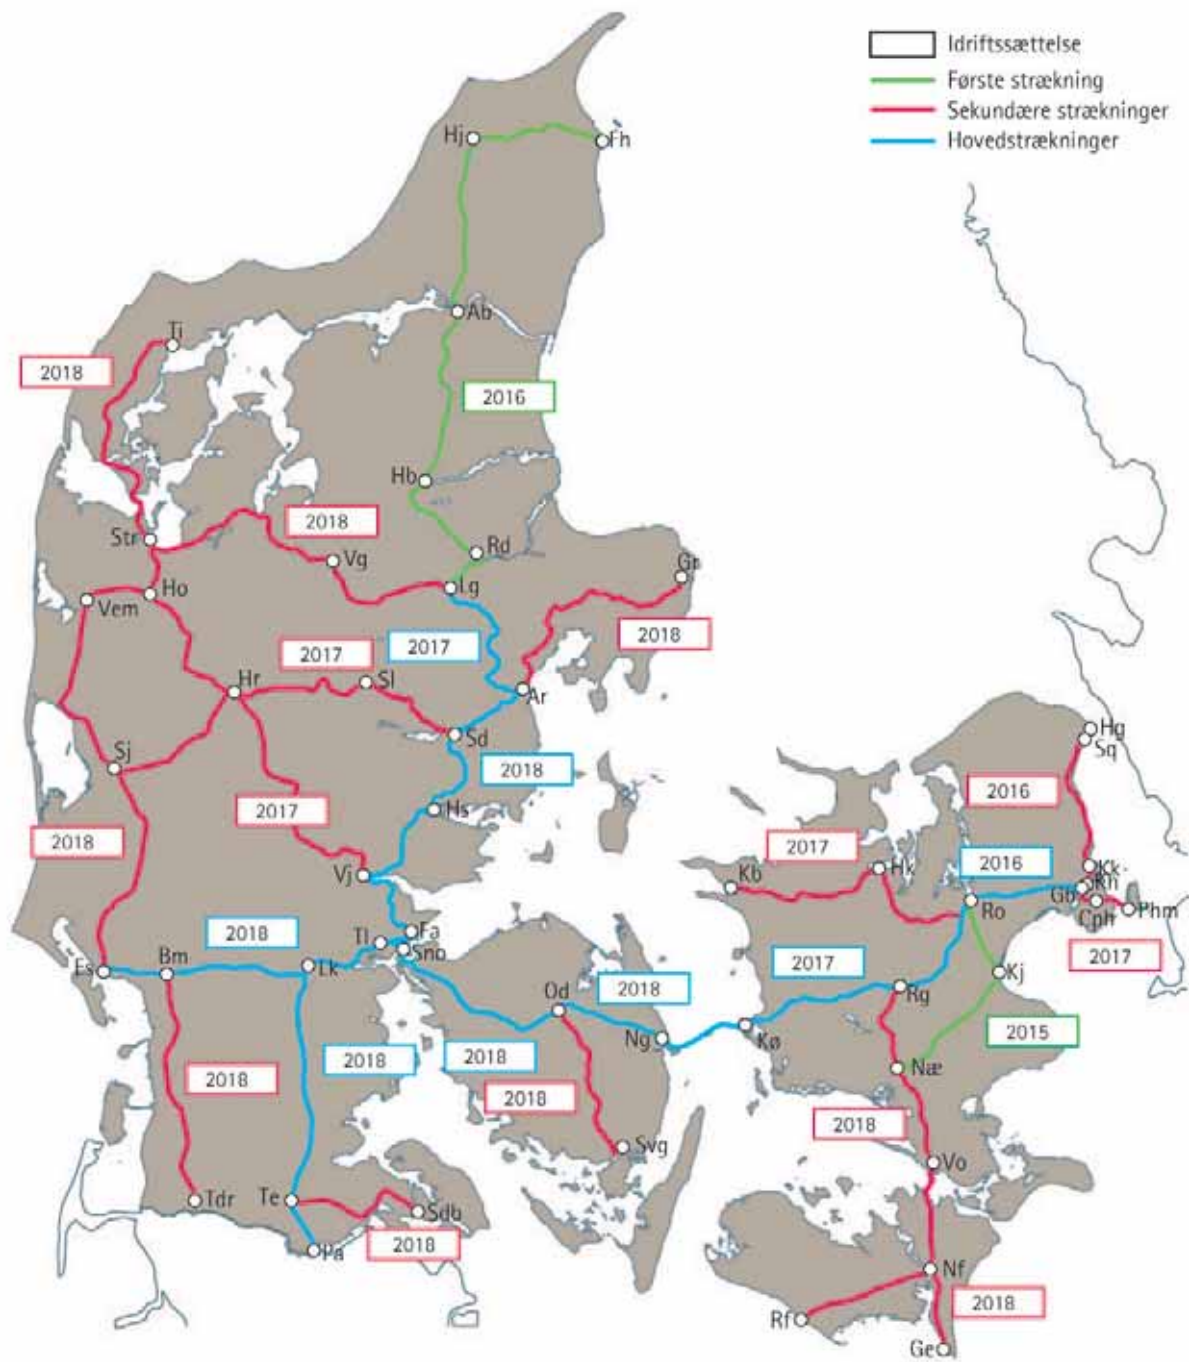 Idriftssættelse
Første strækning
Sekundære strækninger
Hovedstrækninger
Hj
Fh
Ab
Ti
2018
2016
Hb
2018
Str
Vg
Rd
Gr
Lg
Vem
Ho
2017
2017
2018
Hr
Sl
Ar
Sd
Hg
Sq
Sj
2018
2016
2017
Hs
2018
2017
2016
Vj
Kb
Hk
Kk
Kh
Gb
Cph
Phm
Ro
2018
Tl
Fa
Sno
2017
2017
Es
Bm
Lk
2018
Kj
Od
Rg
Ng
Kø
2015
2018
2018
Næ
2018
2018
2018
Svg
Vo
Tdr
Te
Sdb
2018
Pa
Nf
2018
Rf
Ge